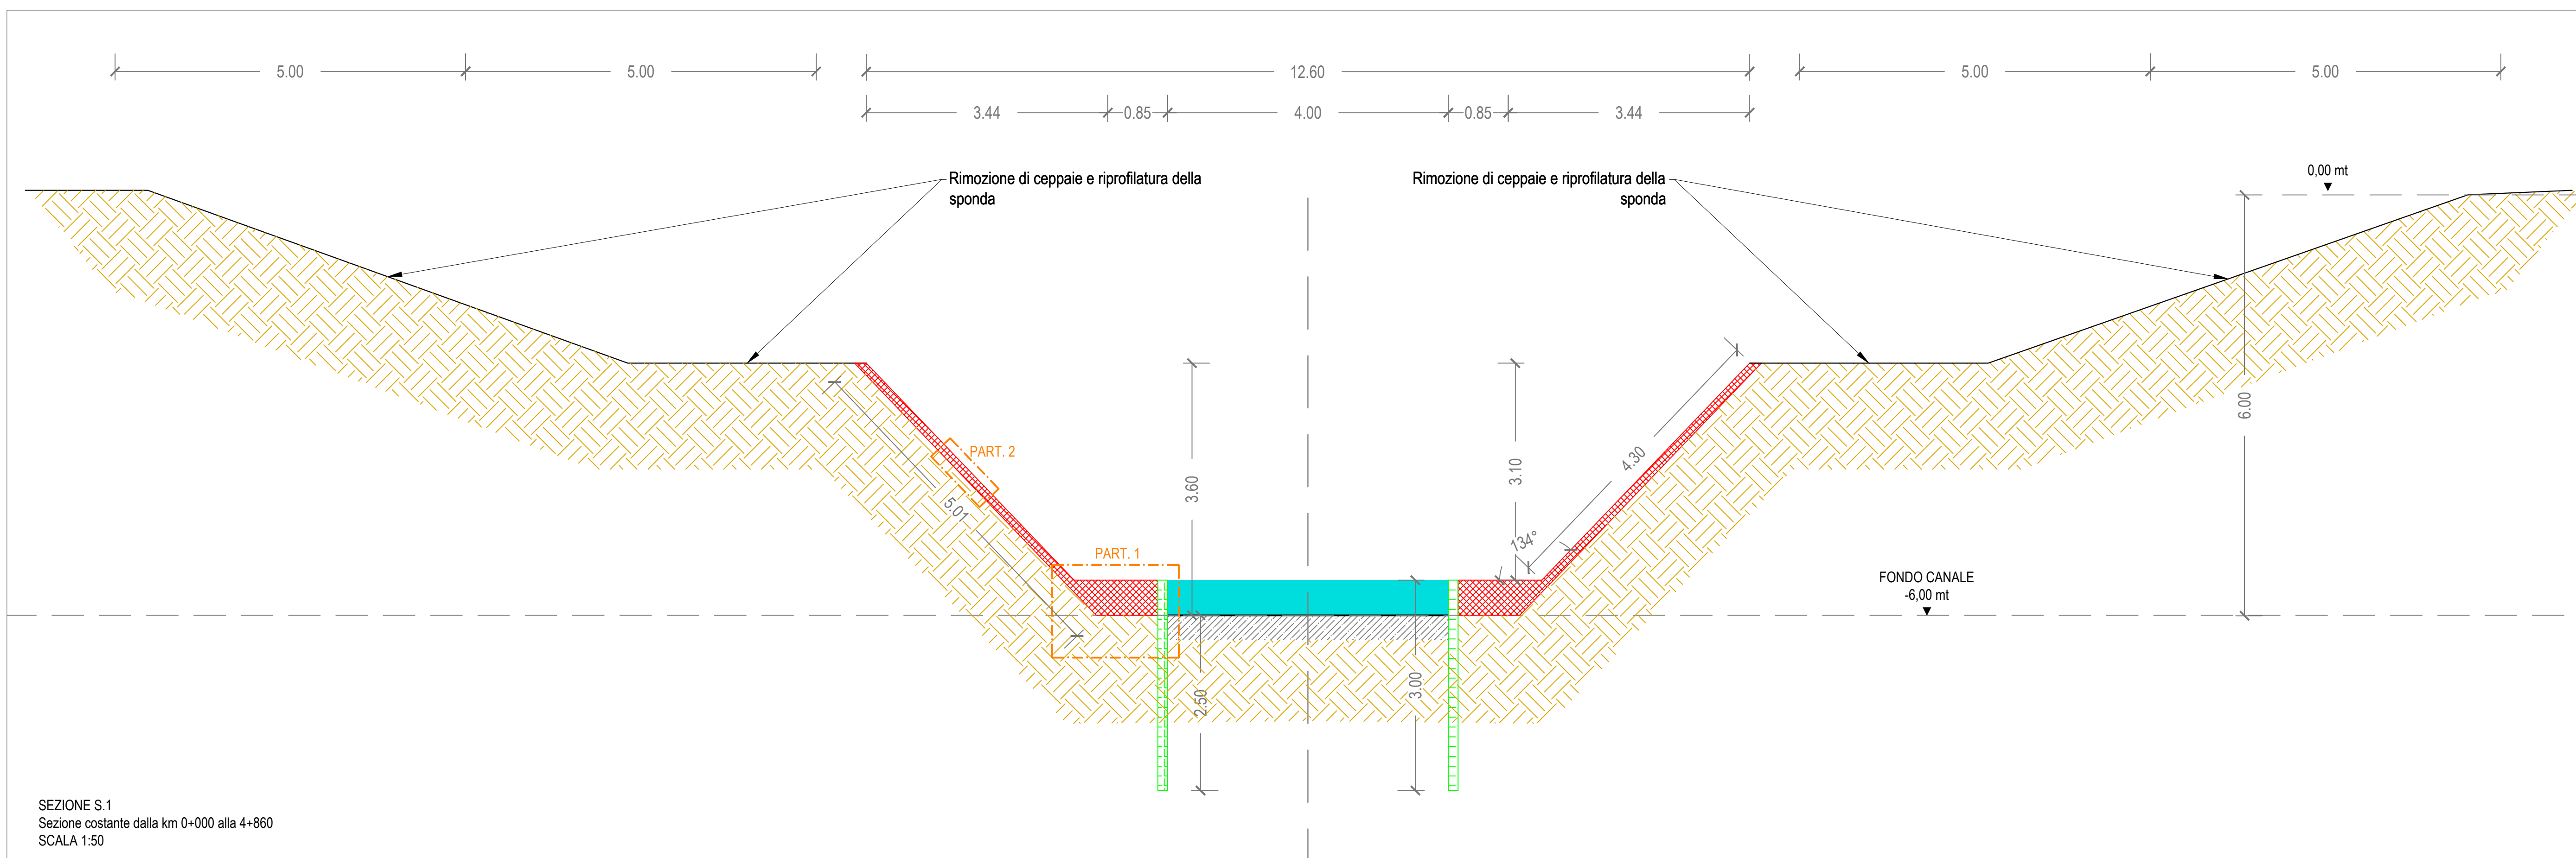 5.00
5.00
12.60
5.00
5.00
3.44
0.85
4.00
0.85
3.44
Rimozione di ceppaie e riprofilatura della
sponda
Rimozione di ceppaie e riprofilatura della
sponda
0,00 mt
6.00
PART. 2
5.01
3.60
3.10
4.30
134°
PART. 1
FONDO CANALE
-6,00 mt
2.50
3.00
SEZIONE S.1
Sezione costante dalla km 0+000 alla 4+860
SCALA 1:50